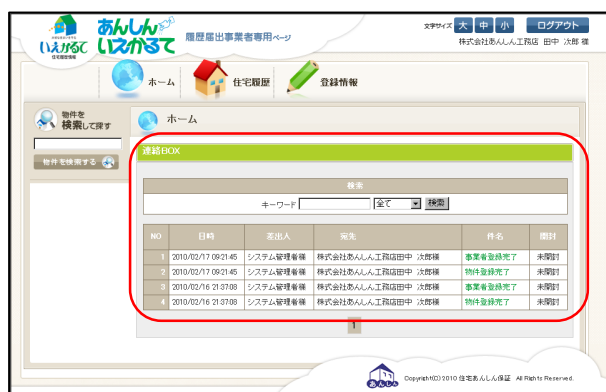 いえかるて
住宅履歴情報
あんしん
いえかるて
履歴届出事業者専用ページ
文字サイズ 大 中 小 ログアウト
株式会社あんしん工務店 田中 次郎 様
ホーム 住宅履歴 登録情報
物件を
検索して探す
物件を検索する
ホーム
連絡BOX
検索
キーワード 全て 検索
NO 日時 差出人 宛先 件名 開封
1 2010/02/17 09:21:45 システム管理者様 株式会社あんしん工務店田中 次郎様 事業者登録完了 未開封
2 2010/02/17 09:21:45 システム管理者様 株式会社あんしん工務店田中 次郎様 物件登録完了 未開封
3 2010/02/16 21:37:08 システム管理者様 株式会社あんしん工務店田中 次郎様 事業者登録完了 未開封
4 2010/02/16 21:37:08 システム管理者様 株式会社あんしん工務店田中 次郎様 物件登録完了 未開封
1
あんしん
Copyright(C) 2010 住宅あんしん保証 All Rights Reserved.